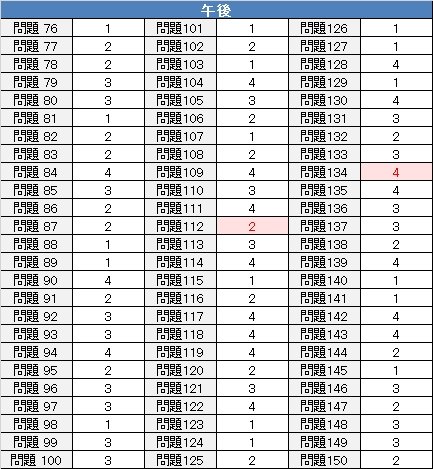 午後
問題 76 1 問題101 1 問題126 1
問題 77 2 問題102 2 問題127 1
問題 78 2 問題103 1 問題128 4
問題 79 3 問題104 4 問題129 1
問題 80 3 問題105 3 問題130 4
問題 81 1 問題106 2 問題131 3
問題 82 2 問題107 1 問題132 2
問題 83 2 問題108 2 問題133 3
問題 84 4 問題109 4 問題134 4
問題 85 3 問題110 3 問題135 4
問題 86 2 問題111 4 問題136 3
問題 87 2 問題112 2 問題137 3
問題 88 1 問題113 3 問題138 2
問題 89 1 問題114 4 問題139 4
問題 90 4 問題115 1 問題140 1
問題 91 2 問題116 2 問題141 1
問題 92 3 問題117 4 問題142 4
問題 93 3 問題118 4 問題143 4
問題 94 4 問題119 4 問題144 2
問題 95 2 問題120 2 問題145 1
問題 96 3 問題121 3 問題146 3
問題 97 3 問題122 4 問題147 2
問題 98 1 問題123 1 問題148 3
問題 99 3 問題124 1 問題149 3
問題 100 3 問題125 2 問題150 2